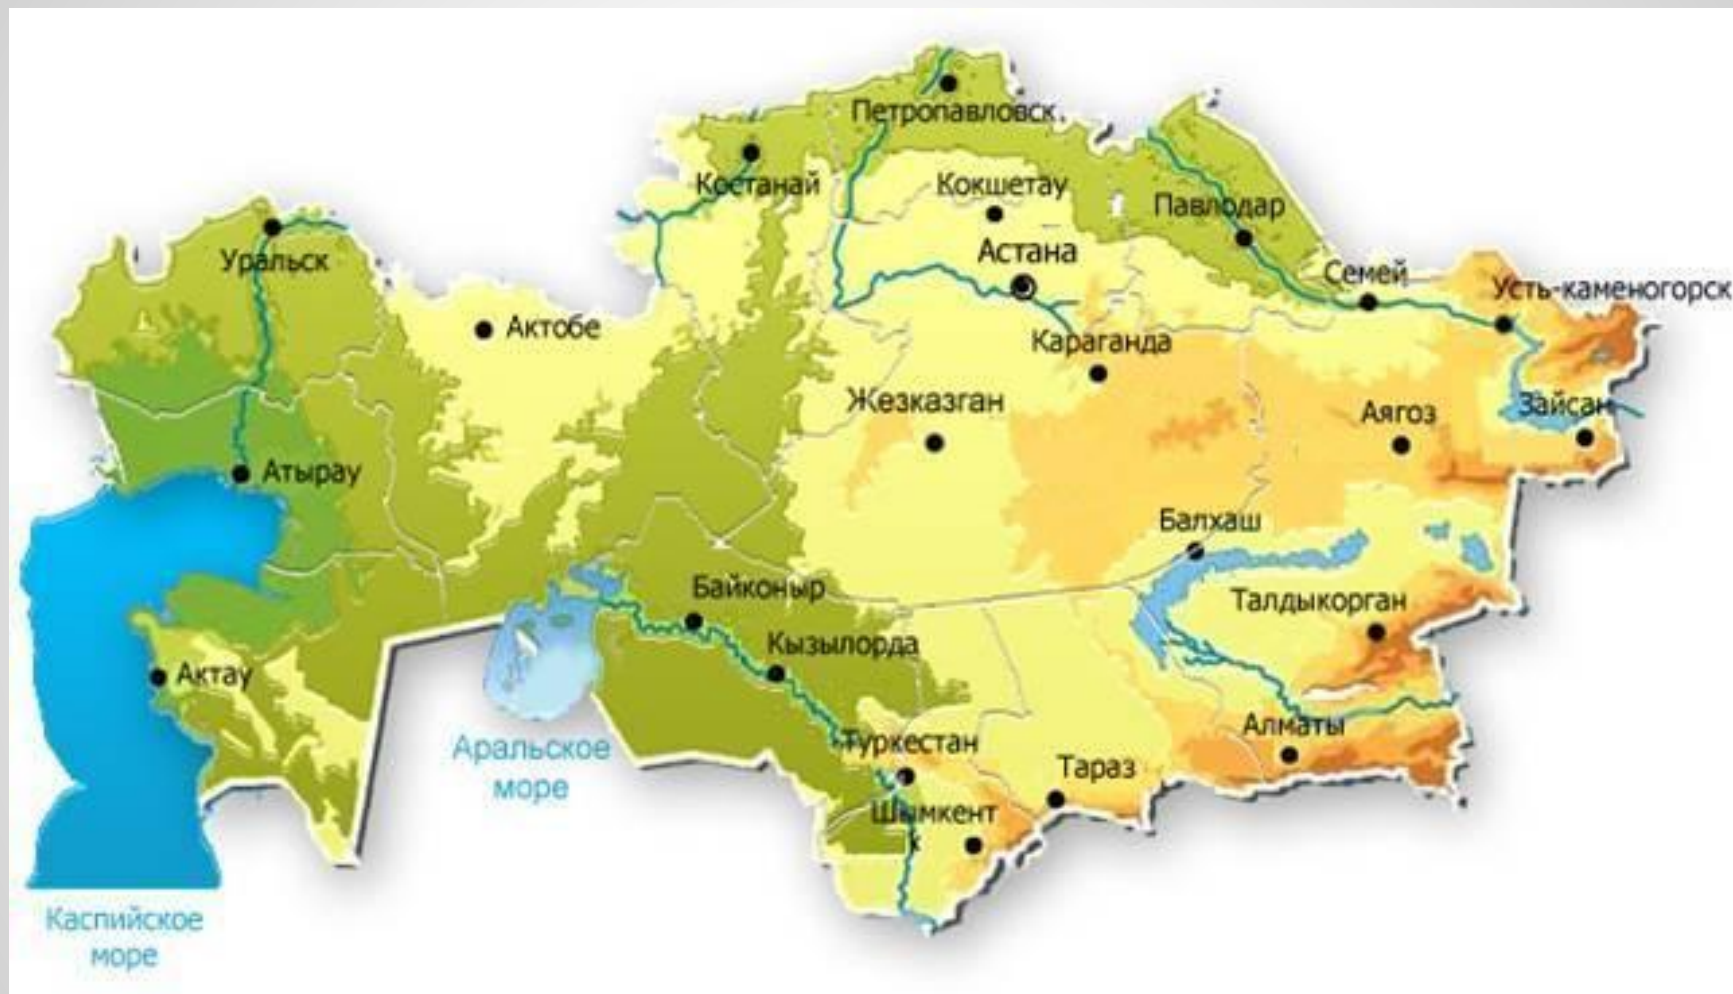 Петропавловск
Костанай
Кокшетау
Павлодар
Астана
Уральск
Семей
Усть-каменогорск
Актобе
Караганда
Жезказган
Аягоз
Зайсан
Атырау
Балхаш
Байконыр
Талдыкорган
Кызылорда
Актау
Алматы
Аральское
море
Туркестан
Тараз
Шымкент
к
Каспийское
море